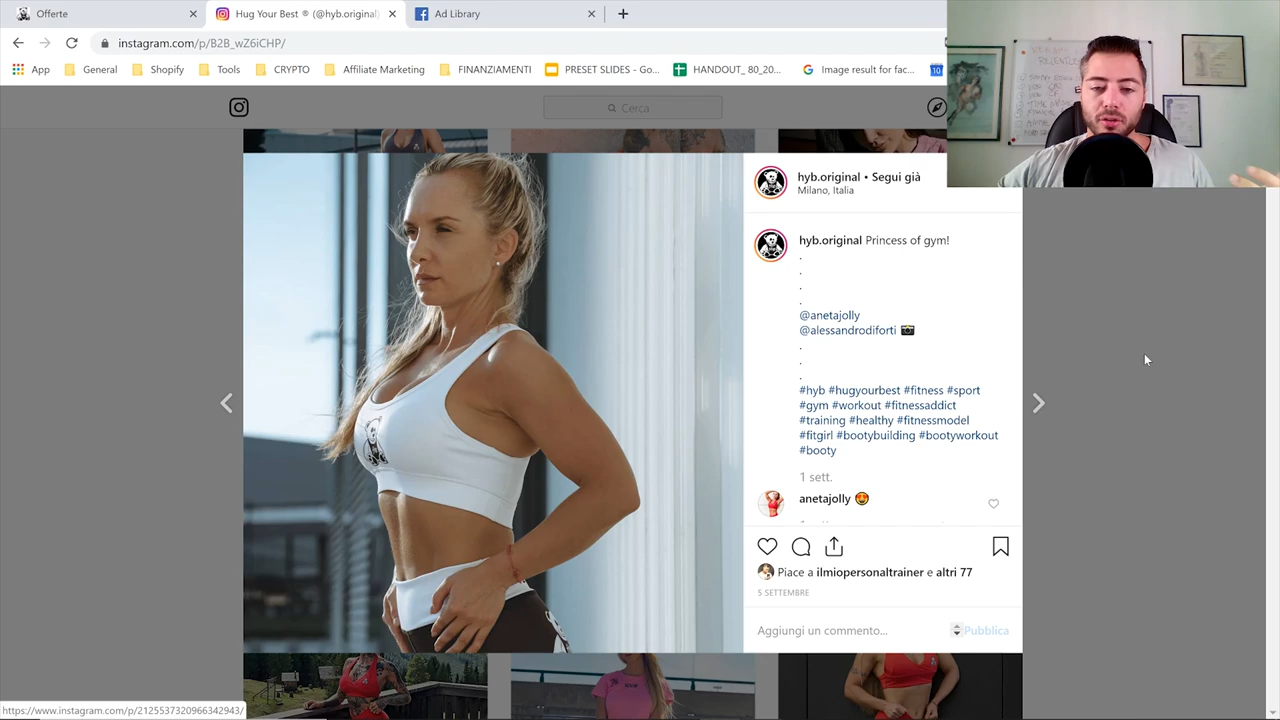 Offerte
Hug Your Best ® (@hyb.original)
Ad Library
instagram.com/p/B2B_wZ6iCHP/
App
General
Shopify
Tools
CRYPTO
Affiliate Marketing
FINANZIAMENTI
PRESET SLIDES - Go...
HANDOUT_ 80_20...
Image result for fac...
10
Cerca
hyb.original • Segui già
Milano, Italia
hyb.original Princess of gym!
.
.
.
.
@anetajolly
@alessandrodiforti 📷
.
.
.
#hyb #hugyourbest #fitness #sport
#gym #workout #fitnessaddict
#training #healthy #fitnessmodel
#fitgirl #bootybuilding #bootyworkout
#booty
1 sett.
anetajolly 😍
Piace a ilmiopersonaltrainer e altri 77
5 SETTEMBRE
Aggiungi un commento...
Pubblica
https://www.instagram.com/p/2125537320966342943/